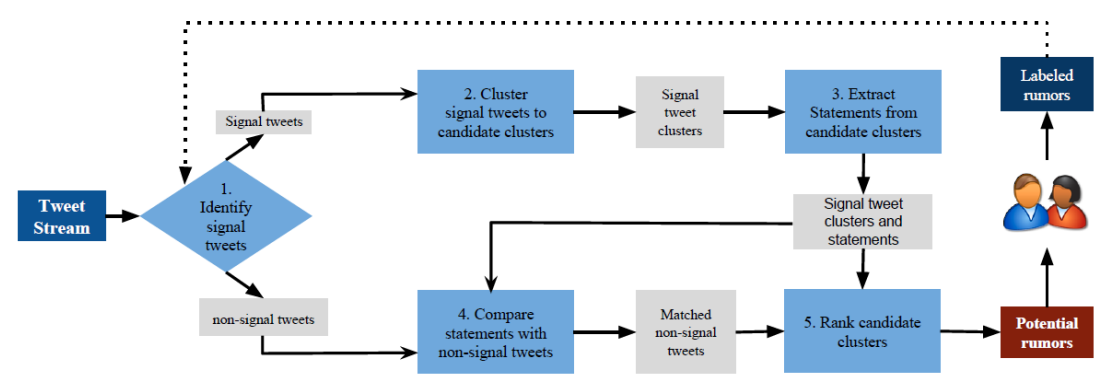 Tweet
Stream
1.
Identify
signal
tweets
Signal tweets
2. Cluster
signal tweets to
candidate clusters
Signal
tweet
clusters
3. Extract
Statements from
candidate clusters
Signal tweet
clusters and
statements
non-signal tweets
4. Compare
statements with
non-signal tweets
Matched
non-signal
tweets
5. Rank candidate
clusters
Potential
rumors
Labeled
rumors